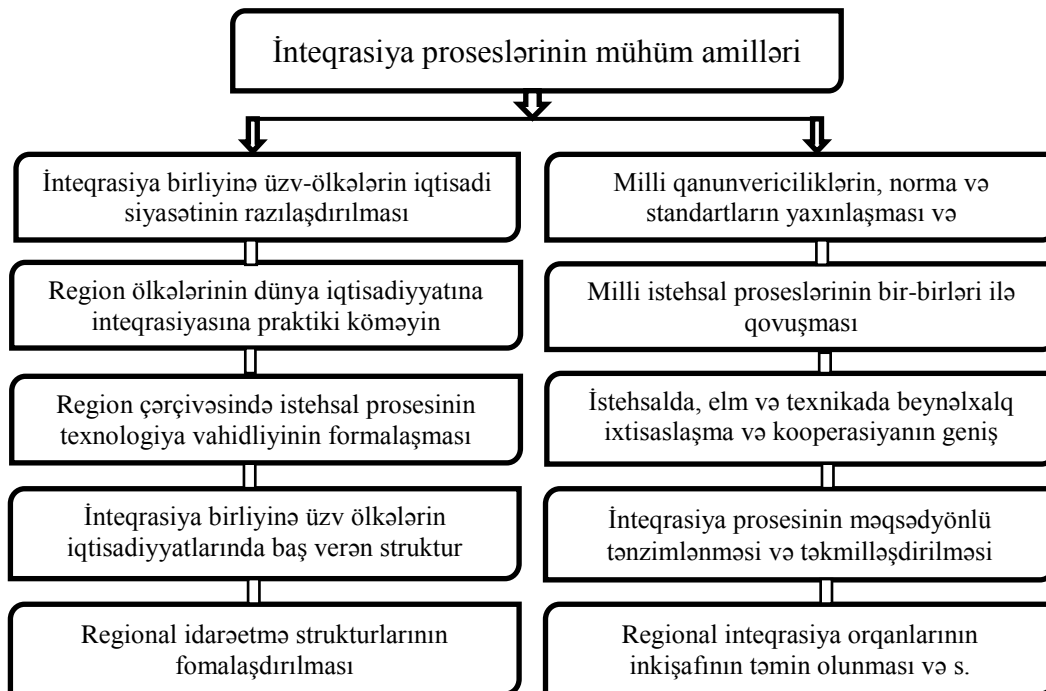 İnteqrasiya proseslərinin mühüm amilləri
İnteqrasiya birliyinə üzv-ölkələrin iqtisadi
siyasətinin razılaşdırılması
Region ölkələrinin dünya iqtisadiyyatına
inteqrasiyasına praktiki köməyin
Region çərçivəsində istehsal prosesinin
texnologiya vahidliyinin formalaşması
İnteqrasiya birliyinə üzv ölkələrin
iqtisadiyyatlarında baş verən struktur
Regional idarəetmə strukturlarının
fomalaşdırılması
Milli qanunvericiliklərin, norma və
standartların yaxınlaşması və
Milli istehsal proseslərinin bir-birləri ilə
qovuşması
İstehsalda, elm və texnikada beynəlxalq
ixtisaslaşma və kooperasiyanın geniş
İnteqrasiya prosesinin məqsədyönlü
tənzimlənməsi və təkmilləşdirilməsi
Regional inteqrasiya orqanlarının
inkişafının təmin olunması və s.